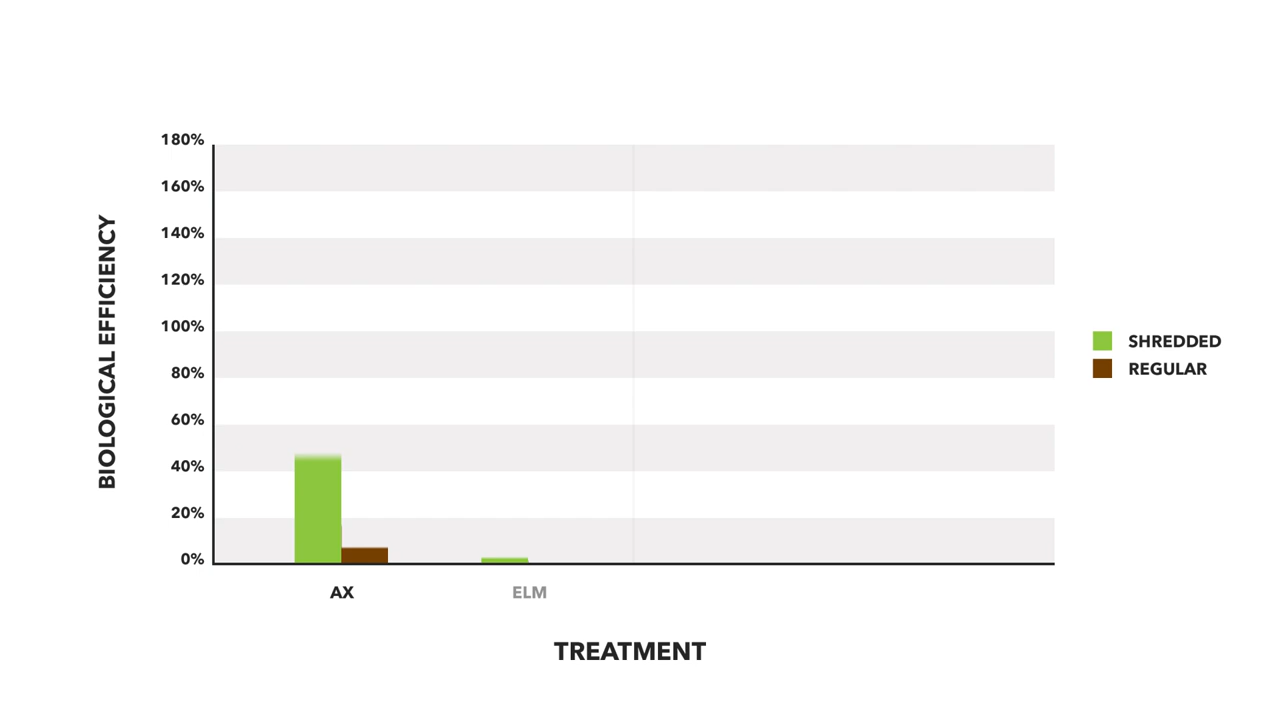 180%
160%
140%
120%
100%
80%
60%
40%
20%
0%
BIOLOGICAL EFFICIENCY
SHREDDED
REGULAR
AX
ELM
TREATMENT